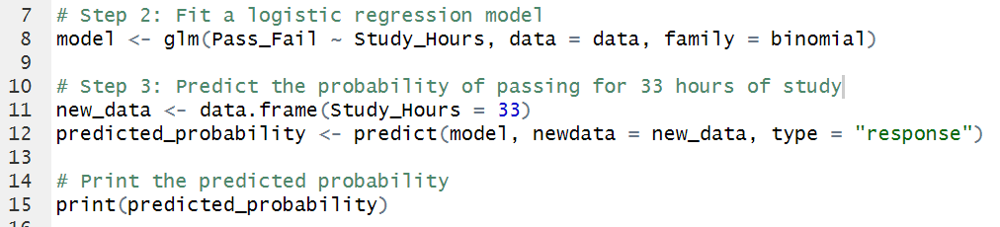 7 # Step 2: Fit a logistic regression model
8 model <- glm(Pass_Fail ~ Study_Hours, data = data, family = binomial)
9
10 # Step 3: Predict the probability of passing for 33 hours of study
11 new_data <- data.frame(Study_Hours = 33)
12 predicted_probability <- predict(model, newdata = new_data, type = "response")
13
14 # Print the predicted probability
15 print(predicted_probability)